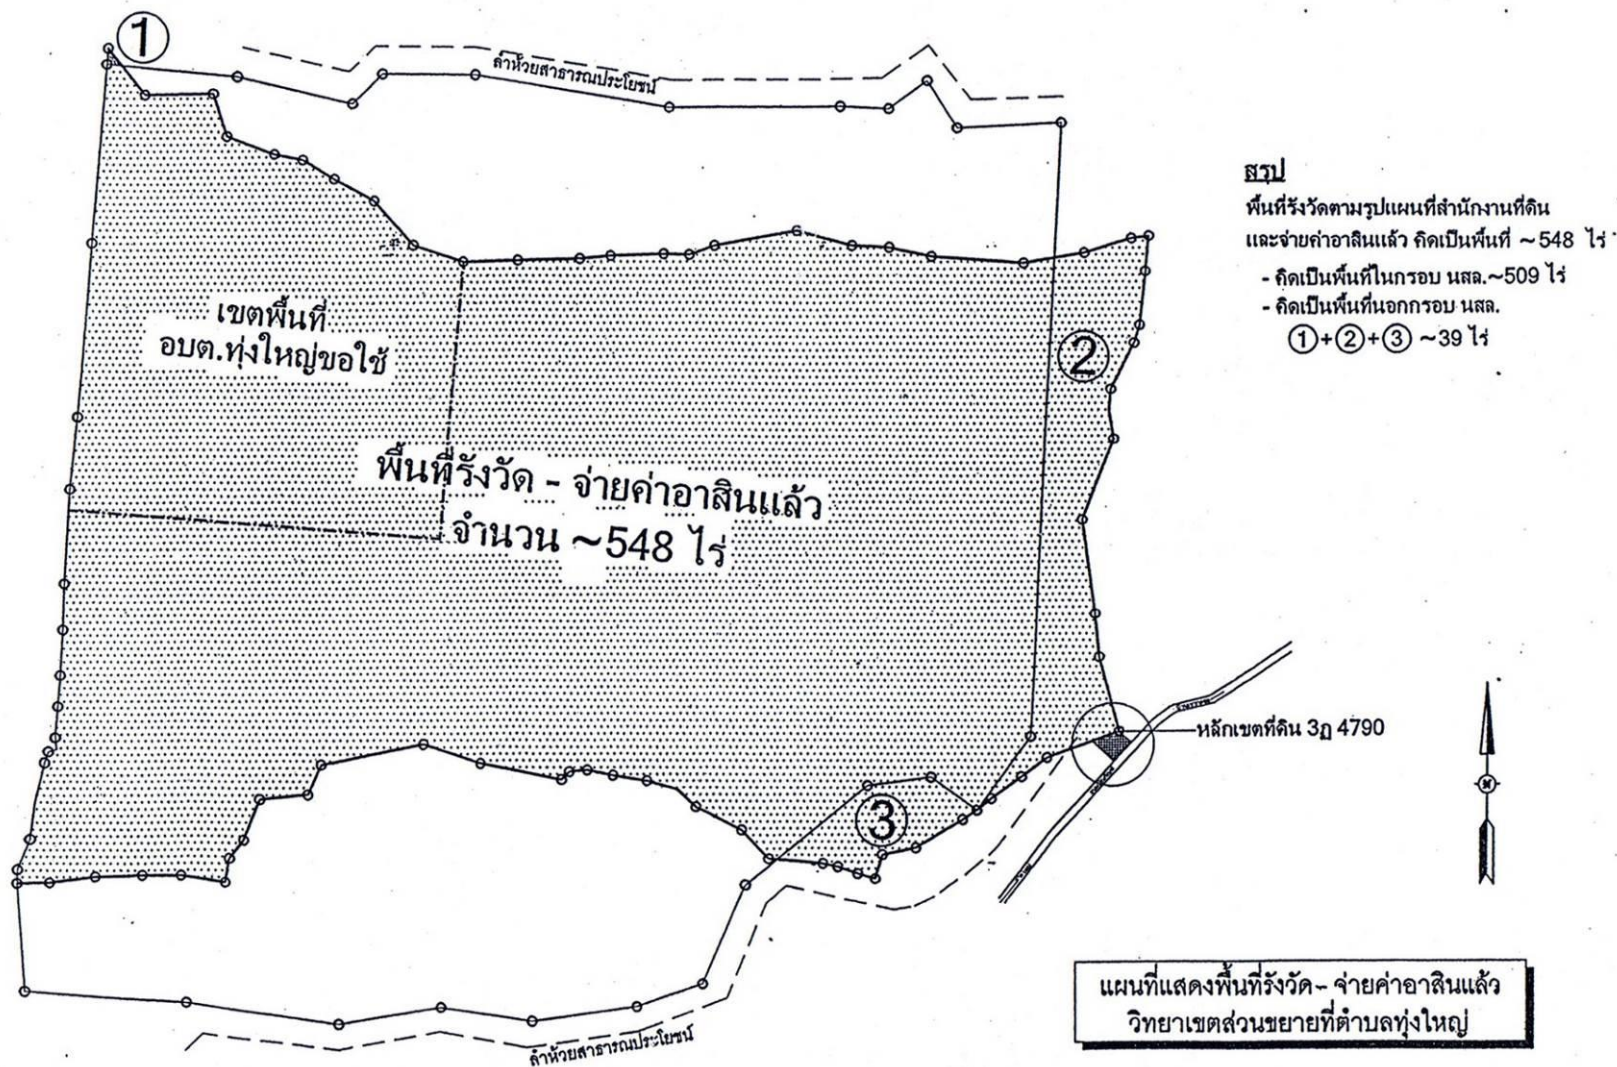 ①
ลำห้วยสาธารณประโยชน์
สรุป
พื้นที่รังวัดตามรูปแผนที่สำนักงานที่ดิน
และจ่ายค่าอาสินแล้ว คิดเป็นพื้นที่ ~548 ไร่
- คิดเป็นพื้นที่ในกรอบ นสล.~509 ไร่
- คิดเป็นพื้นที่นอกกรอบ นสล.
①+②+③ ~39 ไร่
เขตพื้นที่
อบต.ทุ่งใหญ่ขอใช้
②
พื้นที่รังวัด - จ่ายค่าอาสินแล้ว
จำนวน ~548 ไร่
หลักเขตที่ดิน 3ฏ 4790
③
ลำห้วยสาธารณประโยชน์
แผนที่แสดงพื้นที่รังวัด- จ่ายค่าอาสินแล้ว
วิทยาเขตส่วนขยายที่ตำบลทุ่งใหญ่